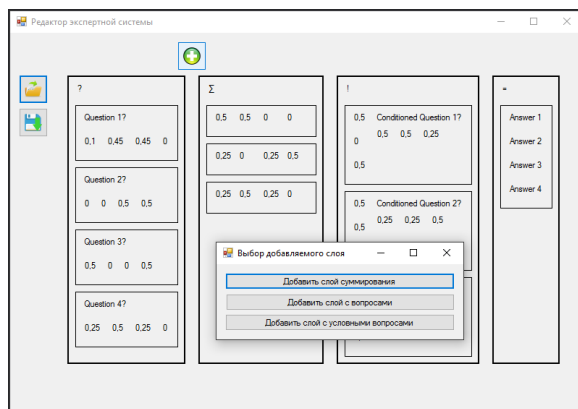 Редактор экспертной системы
?
Question 1?
0,1 0,45 0,45 0
Question 2?
0 0 0,5 0,5
Question 3?
0,5 0 0 0,5
Question 4?
0,25 0,5 0,25 0
Σ
0,5 0,5 0 0
0,25 0 0,25 0,5
0,25 0,5 0,25 0
!
0,5 Conditioned Question 1?
0,5 0,5 0,25
0
0,5
0,5 Conditioned Question 2?
0,25 0,25 0,5
0,5
=
Answer 1
Answer 2
Answer 3
Answer 4
Выбор добавляемого слоя
Добавить слой суммирования
Добавить слой с вопросами
Добавить слой с условными вопросами